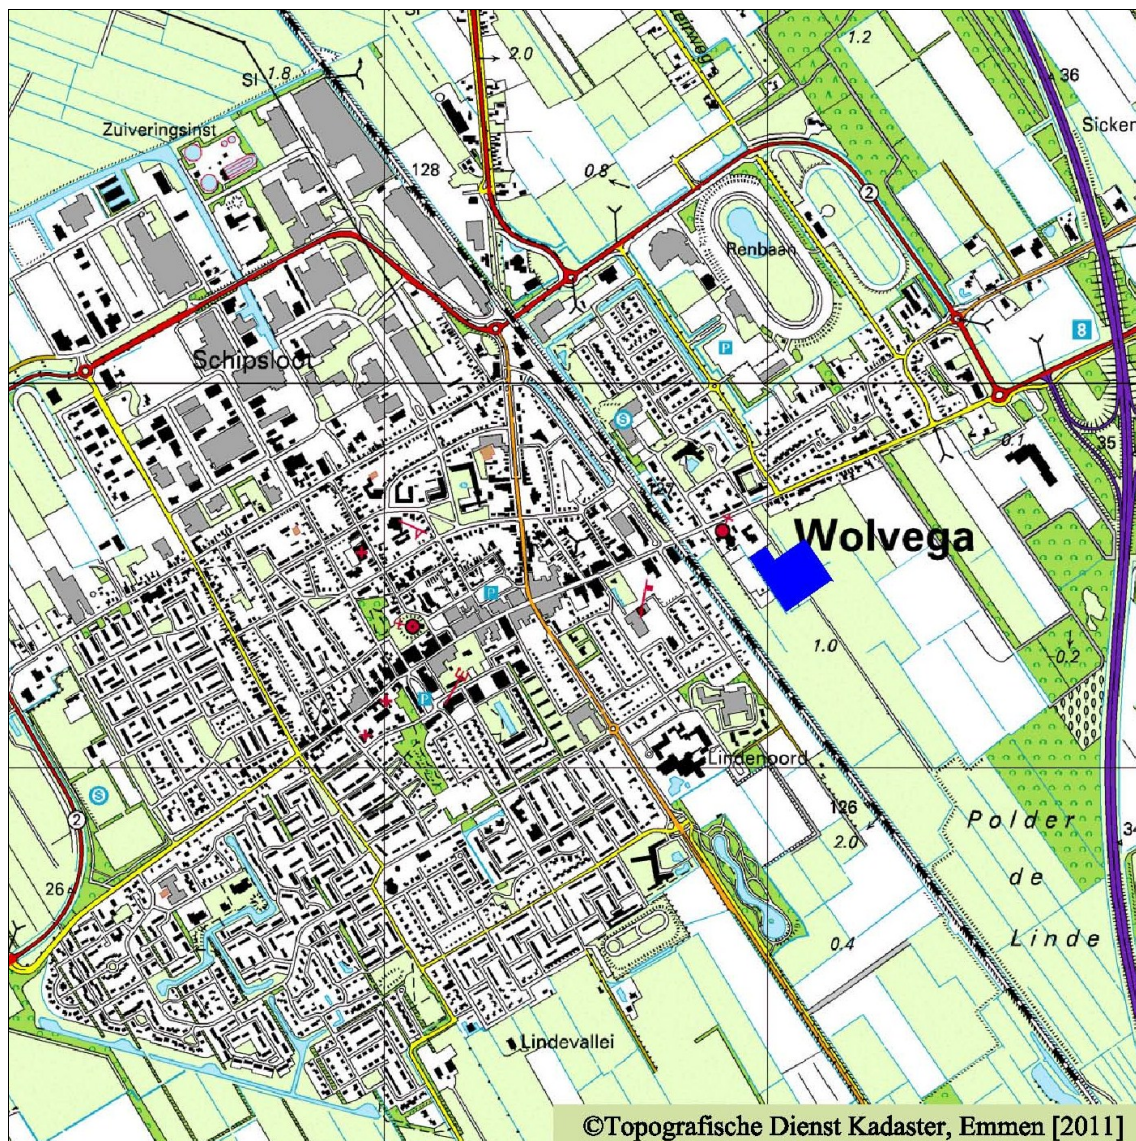 2.0
1.2
Sl
1.8
36
Zuiveringsinst
Sicker
128
0.8
2
Renbaan
8
Schipsloot
P
S
0.1
35
127
Wolvega
P
1.0
0.2
P
Lindenoord
S
2
126
Polder
2.0
de
26
0.4
Linde
Lindevallei
©Topografische Dienst Kadaster, Emmen [2011]